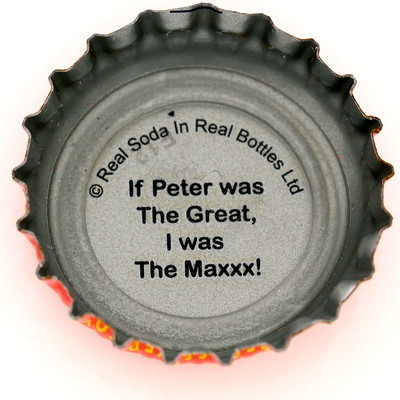 © Real Soda In Real Bottles Ltd
If Peter was
The Great,
I was
The Maxxx!